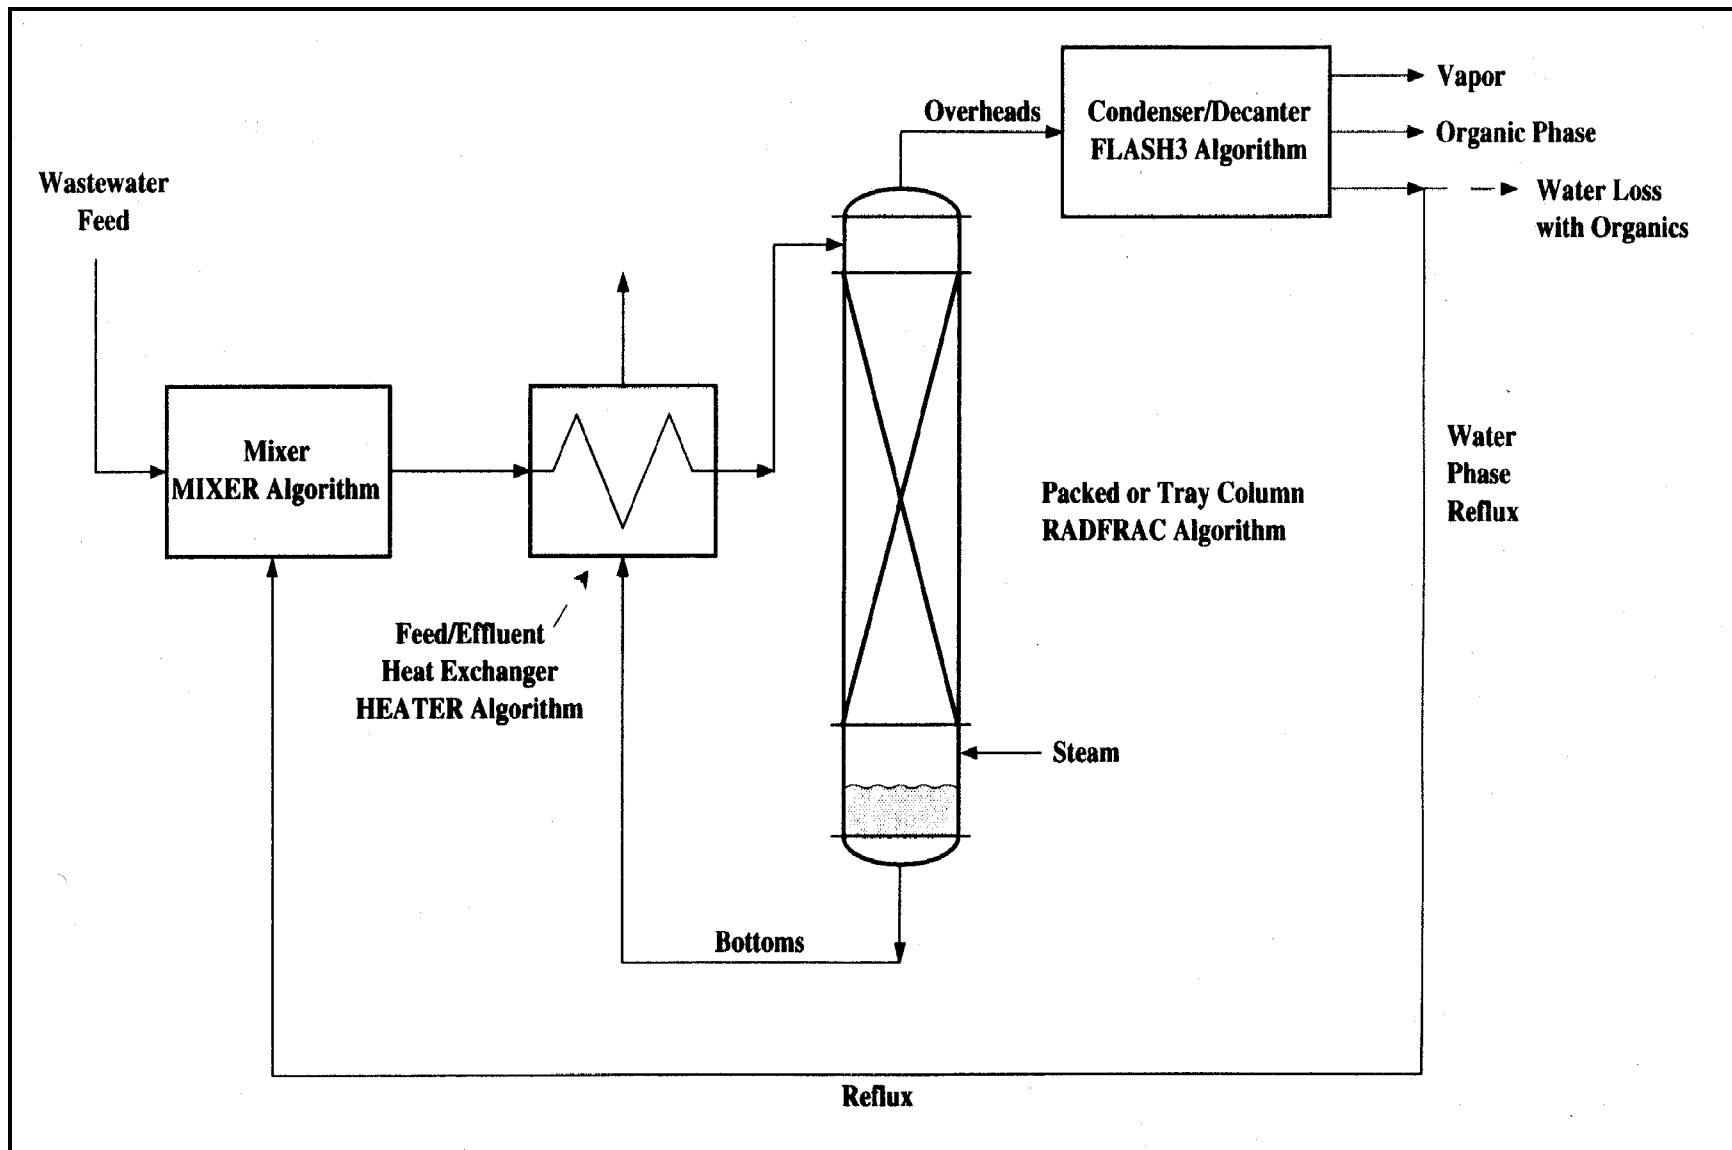 Wastewater
Feed
Mixer
MIXER Algorithm
Feed/Effluent
Heat Exchanger
HEATER Algorithm
Overheads
Condenser/Decanter
FLASH3 Algorithm
Vapor
Organic Phase
Water Loss
with Organics
Packed or Tray Column
RADFRAC Algorithm
Water
Phase
Reflux
Steam
Bottoms
Reflux